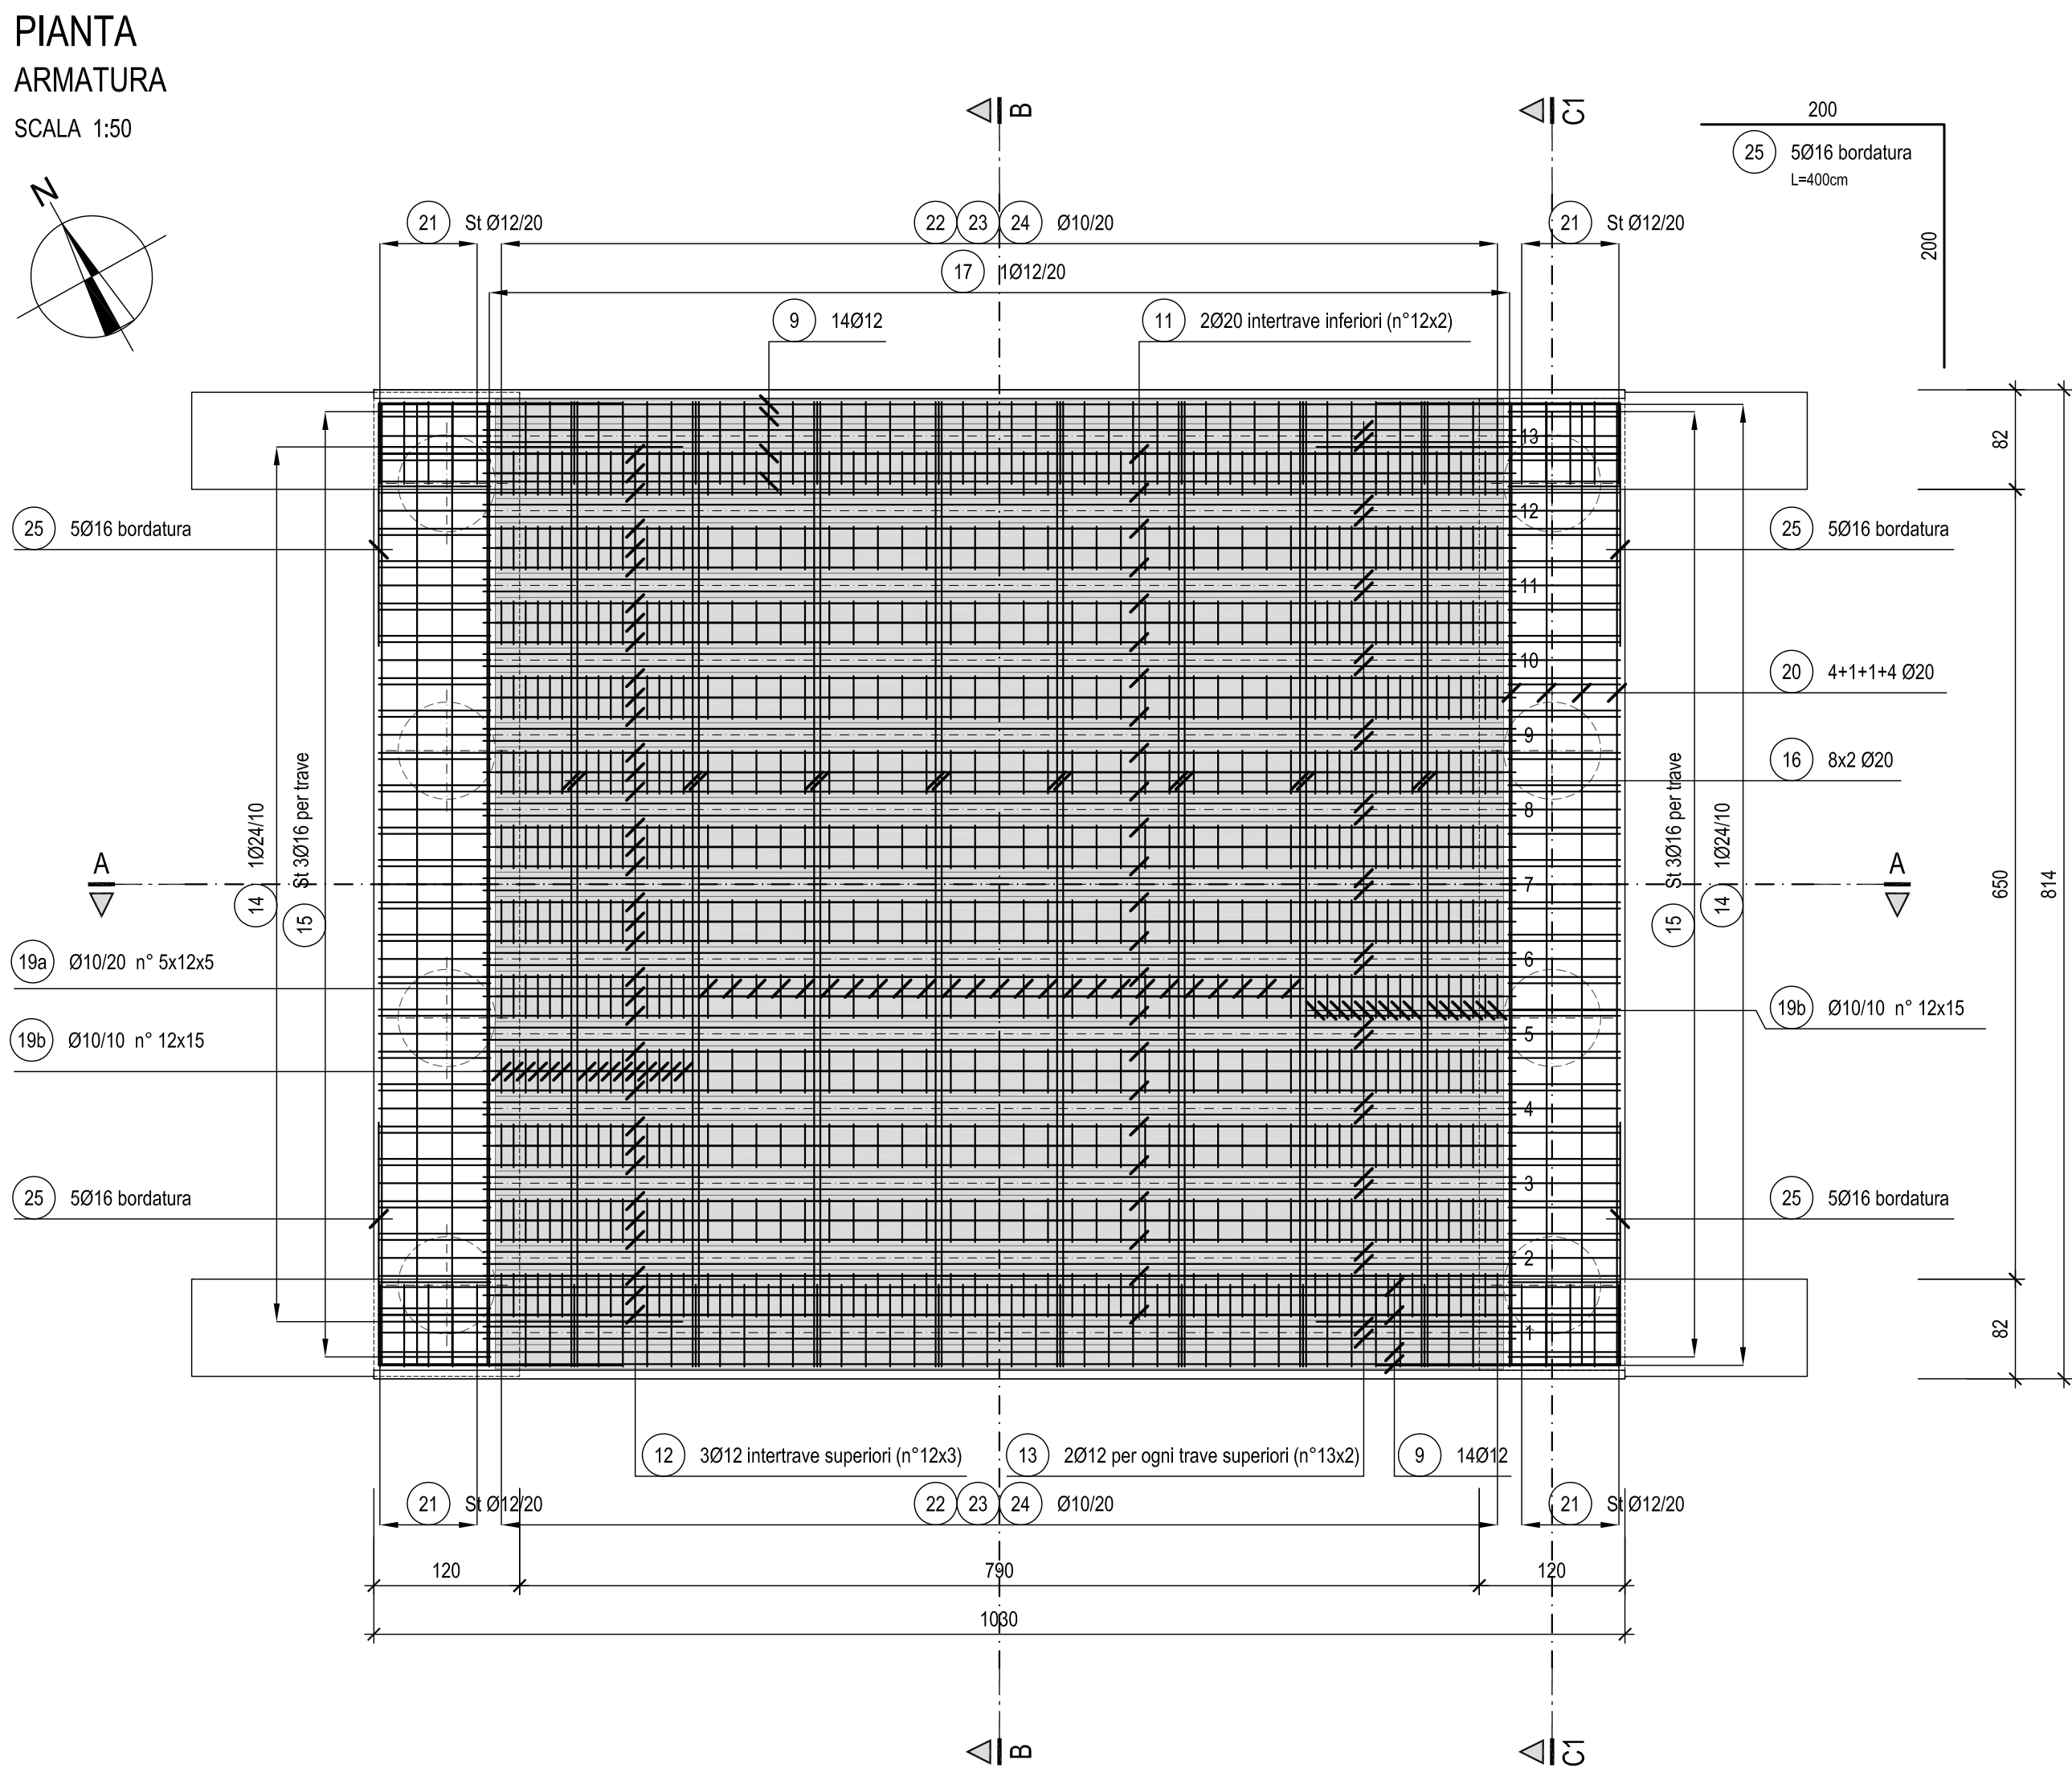 PIANTA
ARMATURA
SCALA 1:50
N
B
C1
200
25 5Ø16 bordatura
L=400cm
200
21 St Ø12/20
22 23 24 Ø10/20
21 St Ø12/20
17 1Ø12/20
9 14Ø12
11 2Ø20 intertrave inferiori (n°12x2)
13
82
12
25 5Ø16 bordatura
25 5Ø16 bordatura
11
10
20 4+1+1+4 Ø20
9
16 8x2 Ø20
8
14 1Ø24/10
15 St 3Ø16 per trave
15 St 3Ø16 per trave
14 1Ø24/10
A
A
7
650
814
19a Ø10/20 n° 5x12x5
6
19b Ø10/10 n° 12x15
19b Ø10/10 n° 12x15
5
4
3
25 5Ø16 bordatura
25 5Ø16 bordatura
2
1
82
12 3Ø12 intertrave superiori (n°12x3)
13 2Ø12 per ogni trave superiori (n°13x2)
9 14Ø12
21 St Ø12/20
22 23 24 Ø10/20
21 St Ø12/20
120
790
120
1030
B
C1